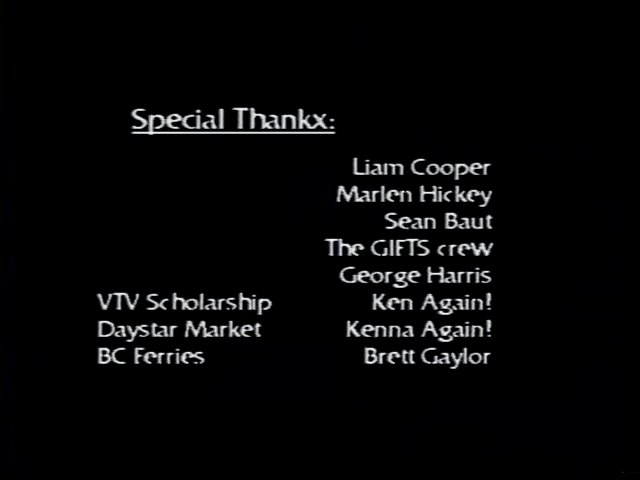 Special Thankx:
Liam Cooper
Marlen Hickey
Sean Baut
The GIFTS crew
George Harris
VTV Scholarship Ken Again!
Daystar Market Kenna Again!
BC Ferries Brett Gaylor